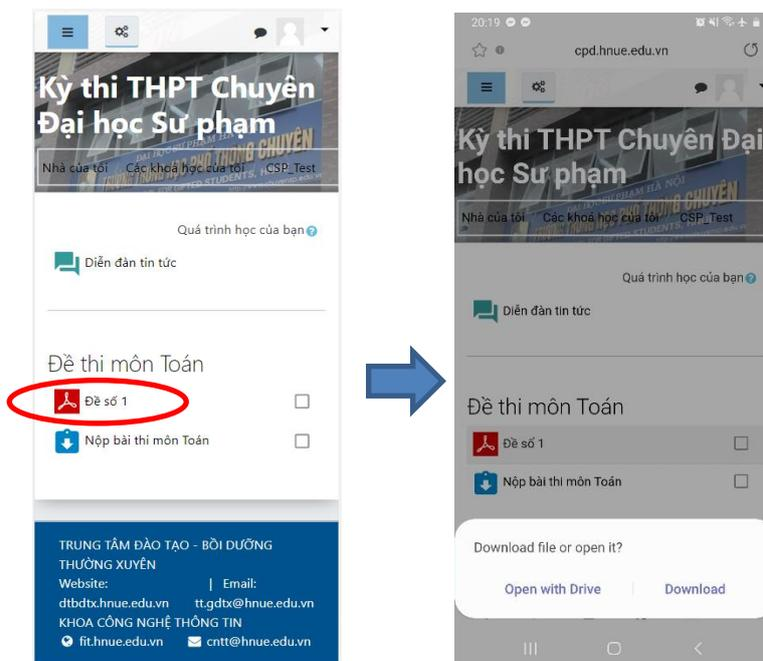 Kỳ thi THPT Chuyên
Đại học Sư phạm
Nhà của tôi Các khoá học của tôi CSP_Test
Quá trình học của bạn
Diễn đàn tin tức
Đề thi môn Toán
Đề số 1
Nộp bài thi môn Toán
TRUNG TÂM ĐÀO TẠO - BỒI DƯỠNG
THƯỜNG XUYÊN
Website: | Email:
dtbdtx.hnue.edu.vn tt.gdtx@hnue.edu.vn
KHOA CÔNG NGHỆ THÔNG TIN
fit.hnue.edu.vn cntt@hnue.edu.vn
20:19
cpd.hnue.edu.vn
Kỳ thi THPT Chuyên Đại
học Sư phạm
Nhà của tôi Các khoá học của tôi CSP_Test
Quá trình học của bạn
Diễn đàn tin tức
Đề thi môn Toán
Đề số 1
Nộp bài thi môn Toán
Download file or open it?
Open with Drive Download